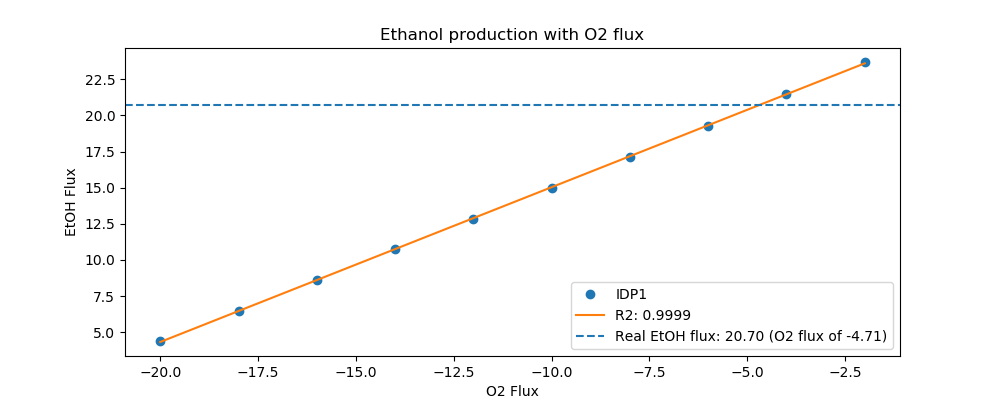 Ethanol production with O2 flux
EtOH Flux
22.5
20.0
17.5
15.0
12.5
10.0
7.5
5.0
−20.0
−17.5
−15.0
−12.5
−10.0
−7.5
−5.0
−2.5
O2 Flux
IDP1
R2: 0.9999
Real EtOH flux: 20.70 (O2 flux of -4.71)